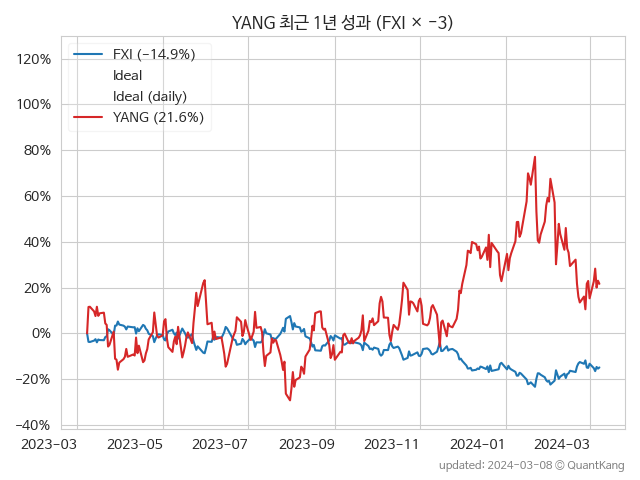 YANG 최근 1년 성과 (FXI × -3)
FXI (-14.9%)
Ideal
Ideal (daily)
YANG (21.6%)
120%
100%
80%
60%
40%
20%
0%
-20%
-40%
2023-03 2023-05 2023-07 2023-09 2023-11 2024-01 2024-03
updated: 2024-03-08 © QuantKang